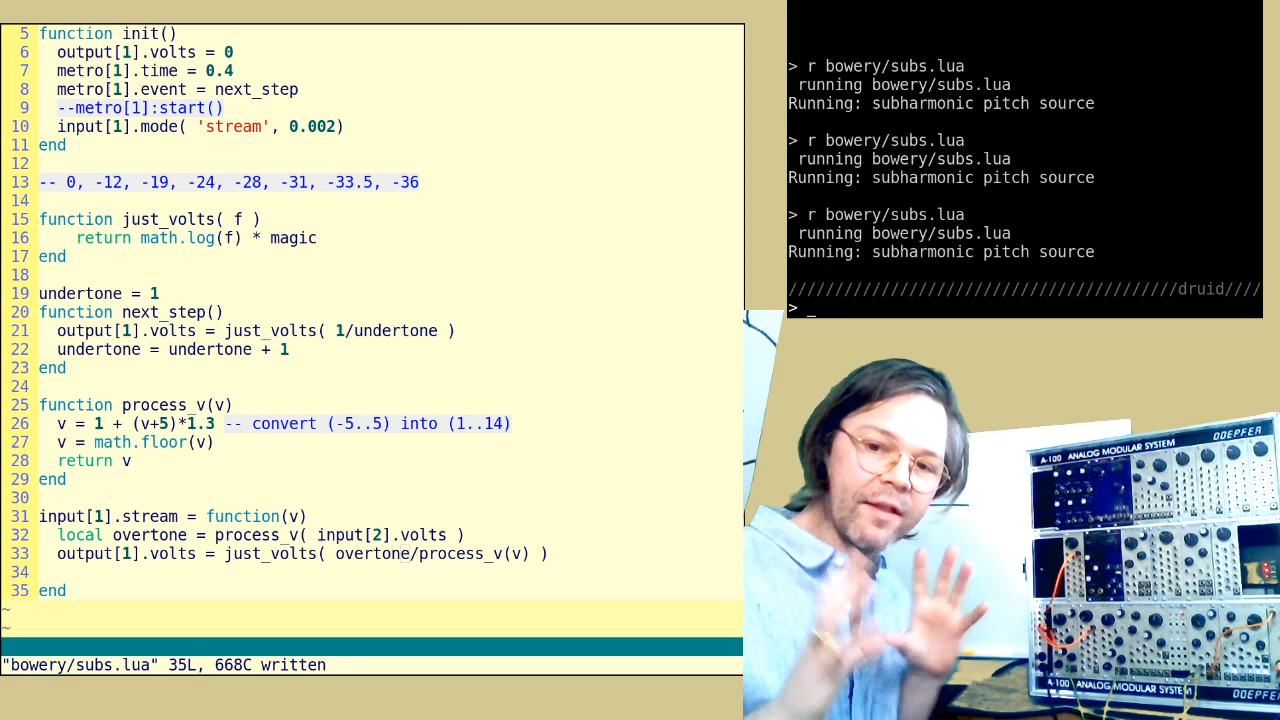 5 function init()
6   output[1].volts = 0
7   metro[1].time = 0.4
8   metro[1].event = next_step
9   --metro[1]:start()
10   input[1].mode( 'stream', 0.002)
11 end
12
13 -- 0, -12, -19, -24, -28, -31, -33.5, -36
14
15 function just_volts( f )
16     return math.log(f) * magic
17 end
18
19 undertone = 1
20 function next_step()
21   output[1].volts = just_volts( 1/undertone )
22   undertone = undertone + 1
23 end
24
25 function process_v(v)
26   v = 1 + (v+5)*1.3 -- convert (-5..5) into (1..14)
27   v = math.floor(v)
28   return v
29 end
30
31 input[1].stream = function(v)
32   local overtone = process_v( input[2].volts )
33   output[1].volts = just_volts( overtone/process_v(v) )
34
35 end
~
~
"bowery/subs.lua" 35L, 668C written
> r bowery/subs.lua
 running bowery/subs.lua
Running: subharmonic pitch source
> r bowery/subs.lua
 running bowery/subs.lua
Running: subharmonic pitch source
> r bowery/subs.lua
 running bowery/subs.lua
Running: subharmonic pitch source
//////////////////////////////////////////druid////
> _
A-100 ANALOG MODULAR SYSTEM DOEPFER
A-100 ANALOG MODULAR SYSTEM DOEPFER